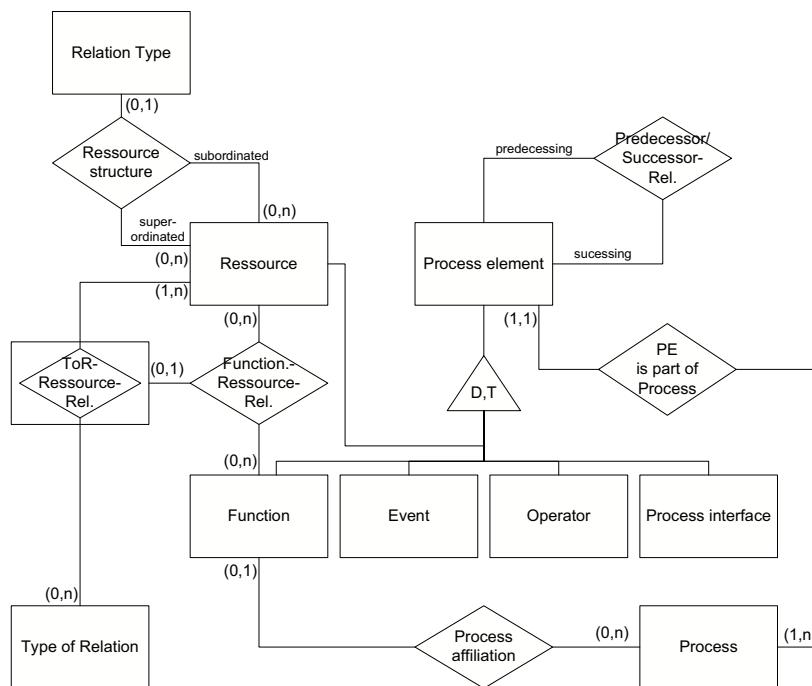 Relation Type
(0,1)
Ressource
structure
subordinated
(0,n)
super-
ordinated
(0,n)
(1,n)
Ressource
(0,n)
predecessing
Predecessor/
Successor-
Rel.
Process element
sucessing
(1,1)
PE
is part of
Process
ToR-
Ressource-
Rel.
(0,1)
Function.-
Ressource-
Rel.
D,T
(0,n)
Function
Event
Operator
Process interface
(0,1)
(0,n)
Type of Relation
Process
affiliation
(0,n)
Process
(1,n